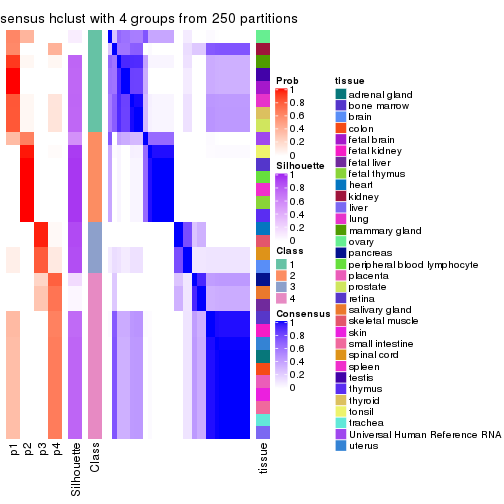 sensus hclust with 4 groups from 250 partitions
Prob
1
0.8
0.6
0.4
0.2
0
Silhouette
1
0.8
0.6
0.4
0.2
0
Class
1
2
3
4
Consensus
1
0.8
0.6
0.4
0.2
0
tissue
adrenal gland
bone marrow
brain
colon
fetal brain
fetal kidney
fetal liver
fetal thymus
heart
kidney
liver
lung
mammary gland
ovary
pancreas
peripheral blood lymphocyte
placenta
prostate
retina
salivary gland
skeletal muscle
skin
small intestine
spinal cord
spleen
testis
thymus
thyroid
tonsil
trachea
Universal Human Reference RNA
uterus
p1
p2
p3
p4
Silhouette
Class
tissue